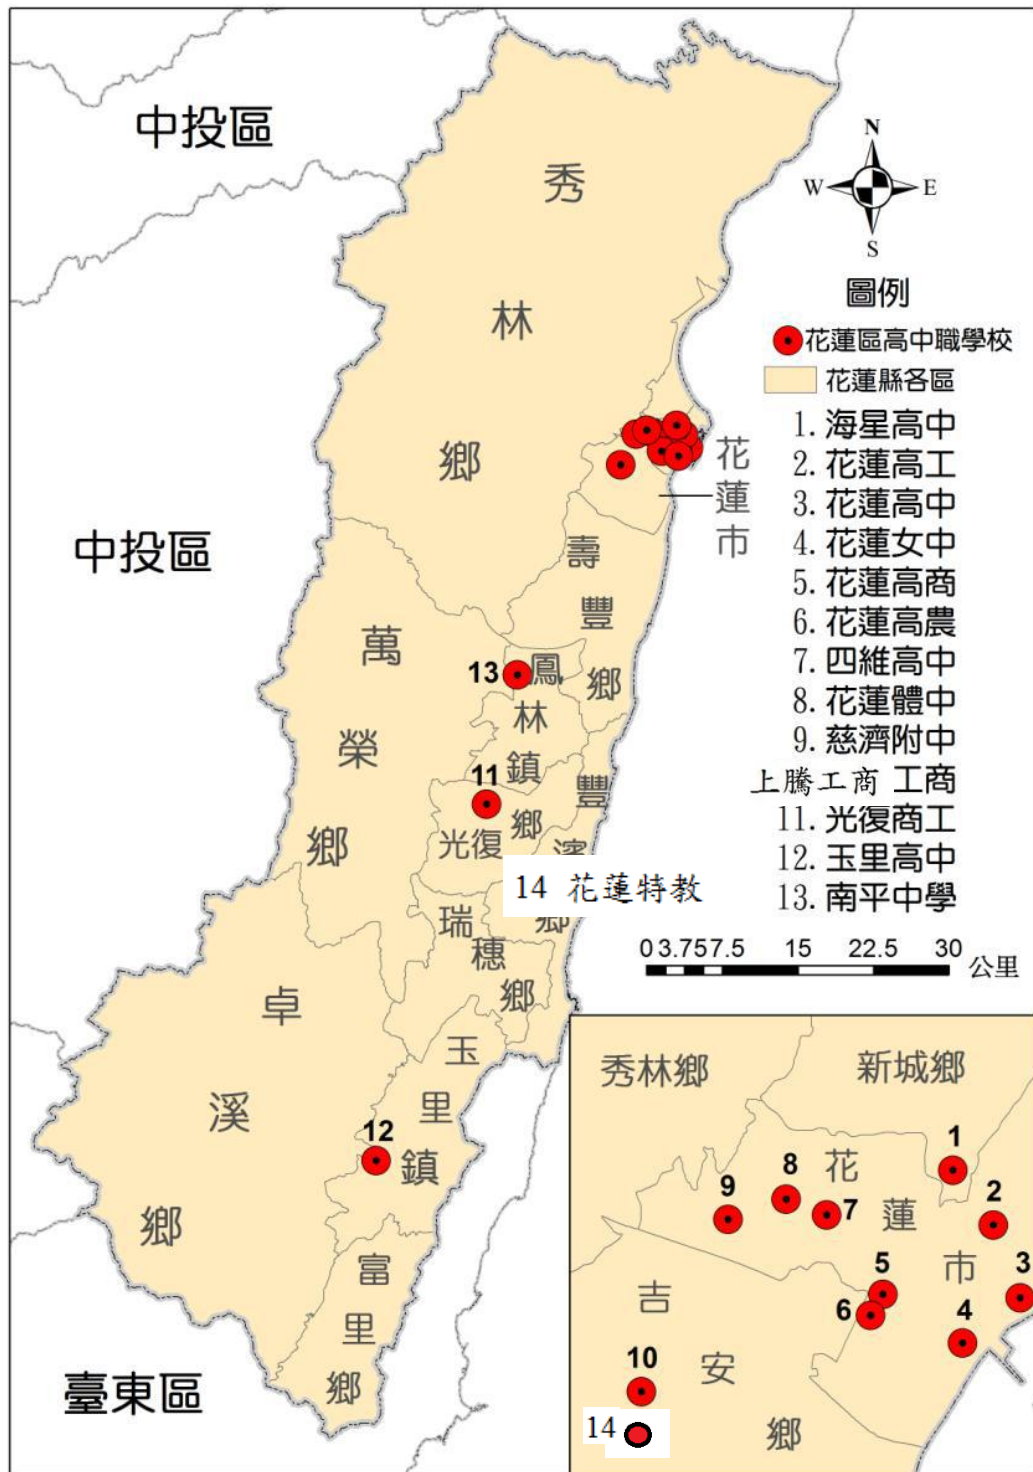 中投區
N
W E
S
圖例
花蓮區高中職學校
花蓮縣各區
1. 海星高中
2. 花蓮高工
3. 花蓮高中
4. 花蓮女中
5. 花蓮高商
6. 花蓮高農
7. 四維高中
8. 花蓮體中
9. 慈濟附中
上騰工商 工商
11. 光復商工
12. 玉里高中
13. 南平中學
0 3.75 7.5 15 22.5 30 公里
秀林鄉
花蓮市
中投區
壽豐鄉
萬榮鄉
13
鳳林鎮
11
光復鄉
豐濱鄉
14 花蓮特教
瑞穗鄉
卓溪鄉
玉里鎮
12
富里鄉
臺東區
秀林鄉
新城鄉
花蓮市
1
2
3
4
5
6
7
8
9
吉安鄉
10
14